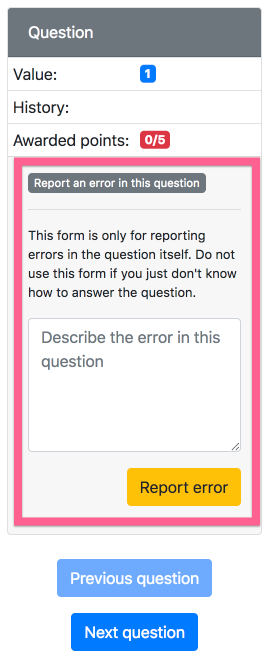 Question
Value: 1
History:
Awarded points: 0/5
Report an error in this question
This form is only for reporting
errors in the question itself. Do not
use this form if you just don't know
how to answer the question.
Describe the error in this
question
Report error
Previous question
Next question